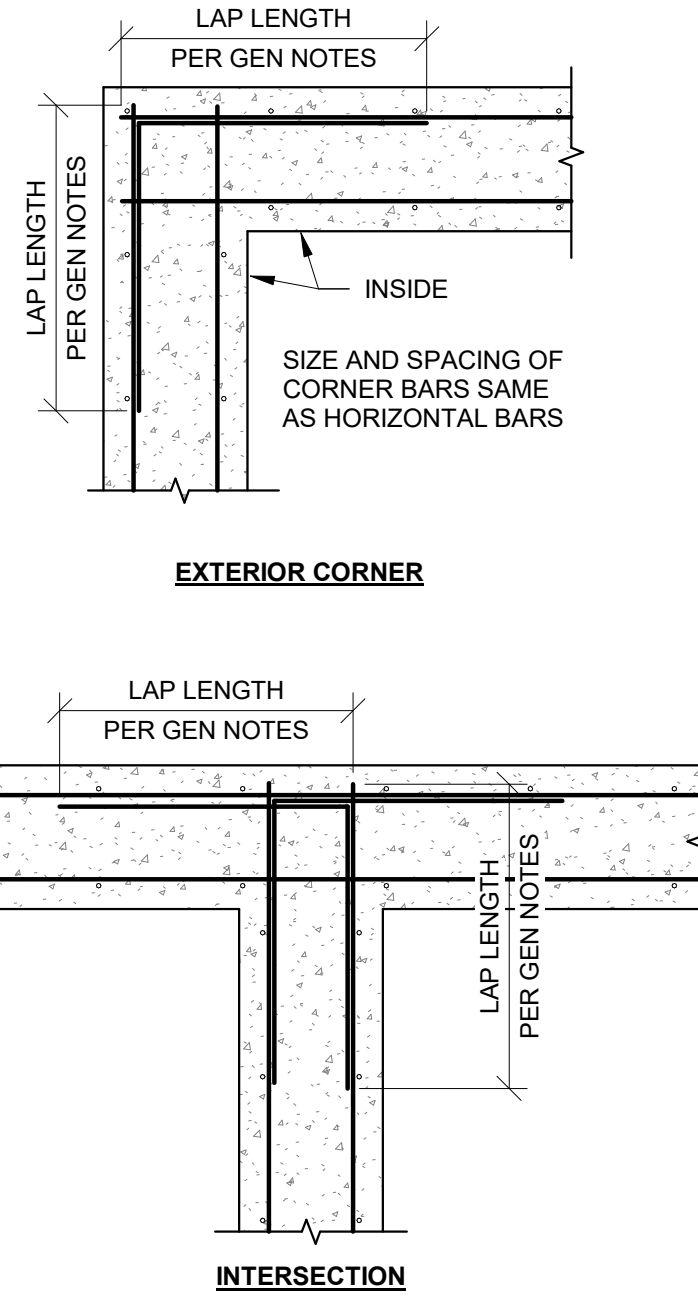 LAP LENGTH
PER GEN NOTES
LAP LENGTH
PER GEN NOTES
INSIDE
SIZE AND SPACING OF
CORNER BARS SAME
AS HORIZONTAL BARS
EXTERIOR CORNER
LAP LENGTH
PER GEN NOTES
LAP LENGTH
PER GEN NOTES
INTERSECTION